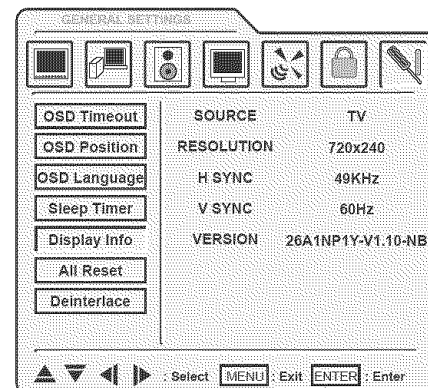 GENERAL SETTINGS
OSD Timeout
OSD Position
OSD Language
Sleep Timer
Display Info
All Reset
Deinterlace
SOURCE TV
RESOLUTION 720x240
H SYNC 49KHz
V SYNC 60Hz
VERSION 26A1NP1Y-V1.10-NB
: Select MENU : Exit ENTER : Enter